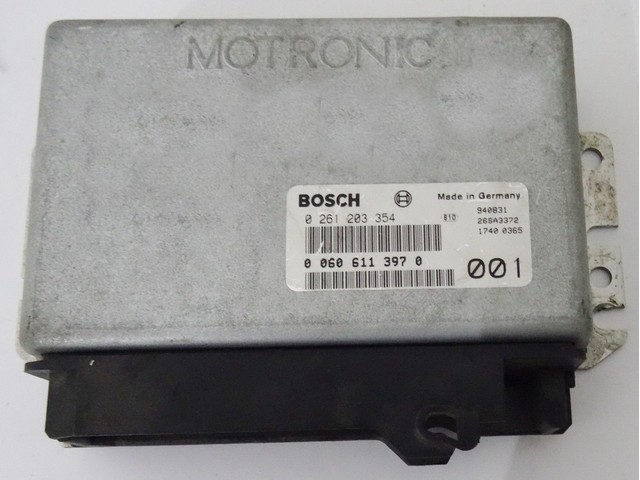 MOTRONIC
BOSCH Made in Germany
0 261 203 354 810 940831
26SA3372
1740 0365
0 060 611 397 0
001